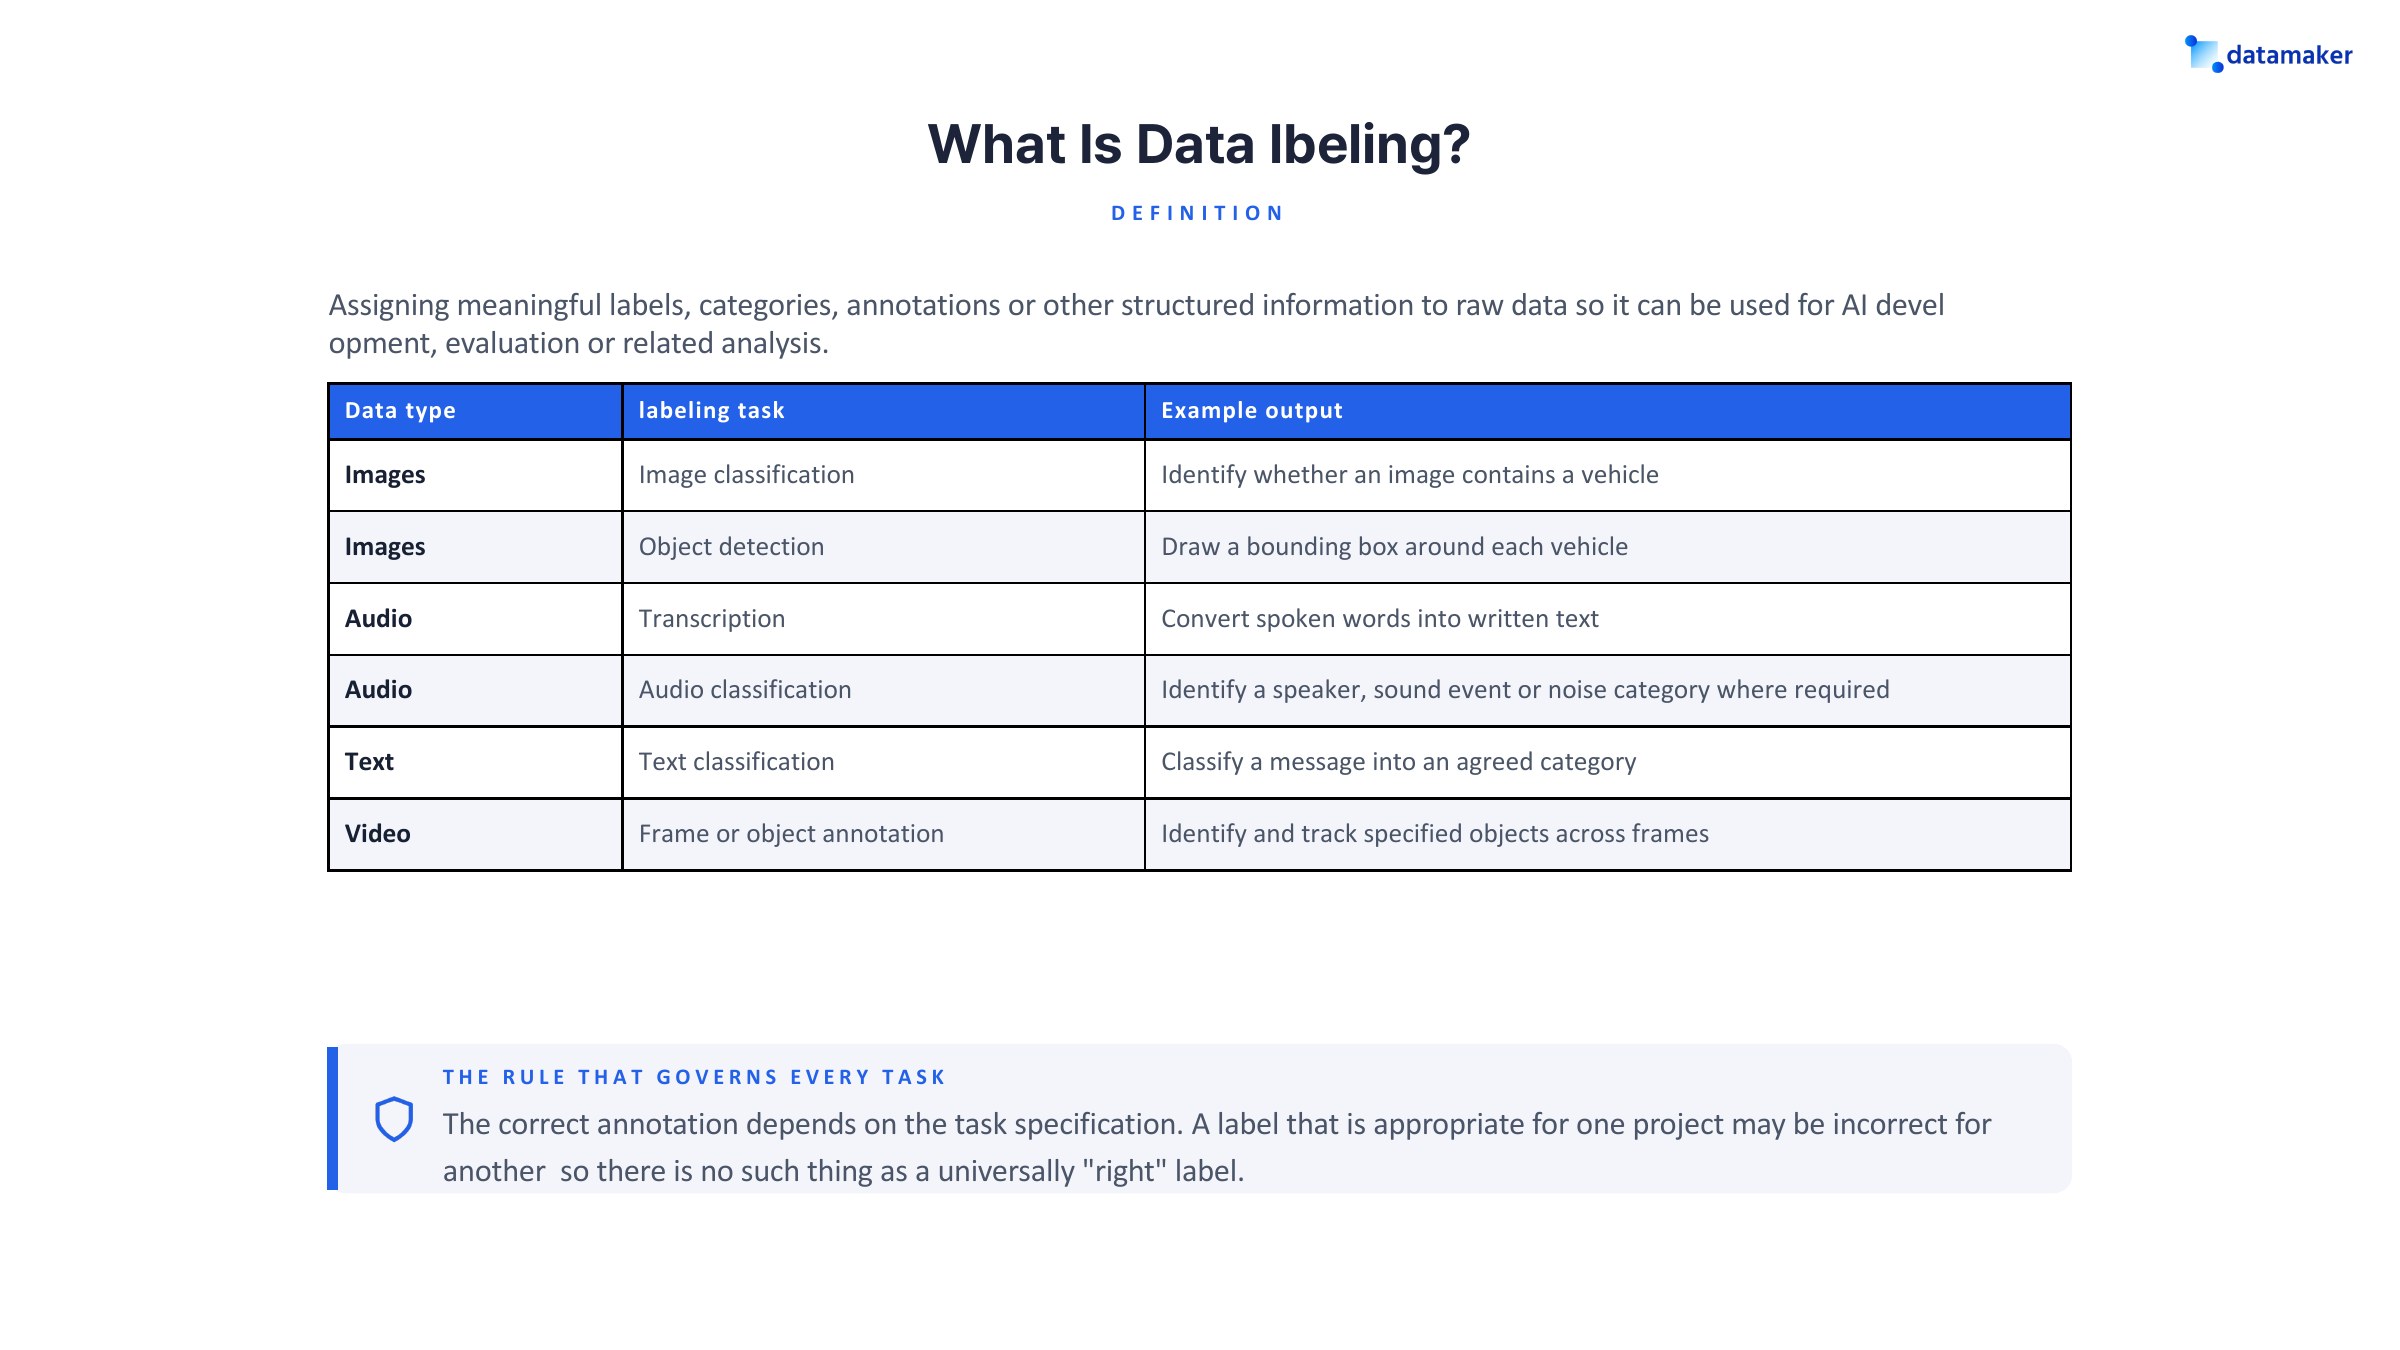 datamaker
What Is Data lbeling?
DEFINITION
Assigning meaningful labels, categories, annotations or other structured information to raw data so it can be used for AI devel
opment, evaluation or related analysis.
Data type labeling task Example output
Images Image classification Identify whether an image contains a vehicle
Images Object detection Draw a bounding box around each vehicle
Audio Transcription Convert spoken words into written text
Audio Audio classification Identify a speaker, sound event or noise category where required
Text Text classification Classify a message into an agreed category
Video Frame or object annotation Identify and track specified objects across frames
THE RULE THAT GOVERNS EVERY TASK
The correct annotation depends on the task specification. A label that is appropriate for one project may be incorrect for
another  so there is no such thing as a universally "right" label.